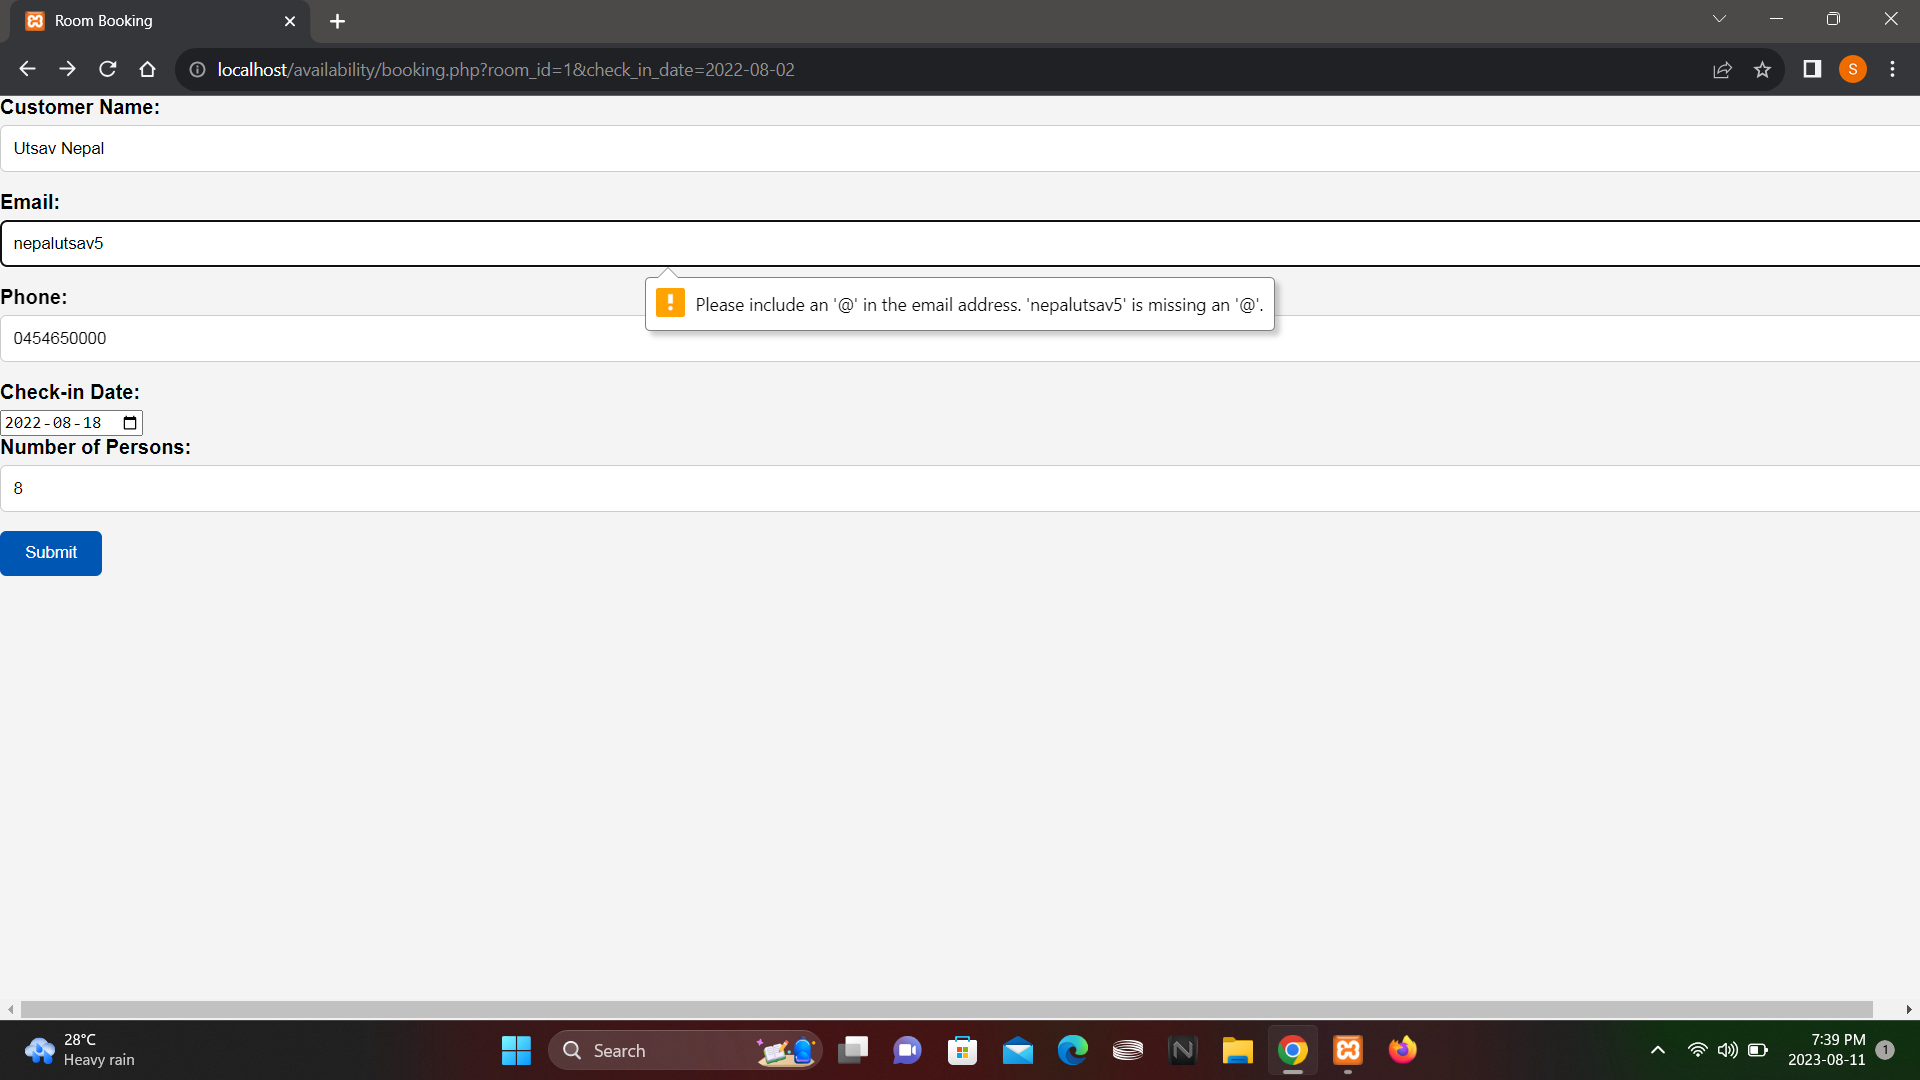 Room Booking
localhost/availability/booking.php?room_id=1&check_in_date=2022-08-02
S
Customer Name:
Utsav Nepal
Email:
nepalutsav5
Please include an '@' in the email address. 'nepalutsav5' is missing an '@'.
Phone:
0454650000
Check-in Date:
2022-08-18
Number of Persons:
8
Submit
28°C
Heavy rain
Search
N
7:39 PM
2023-08-11
1